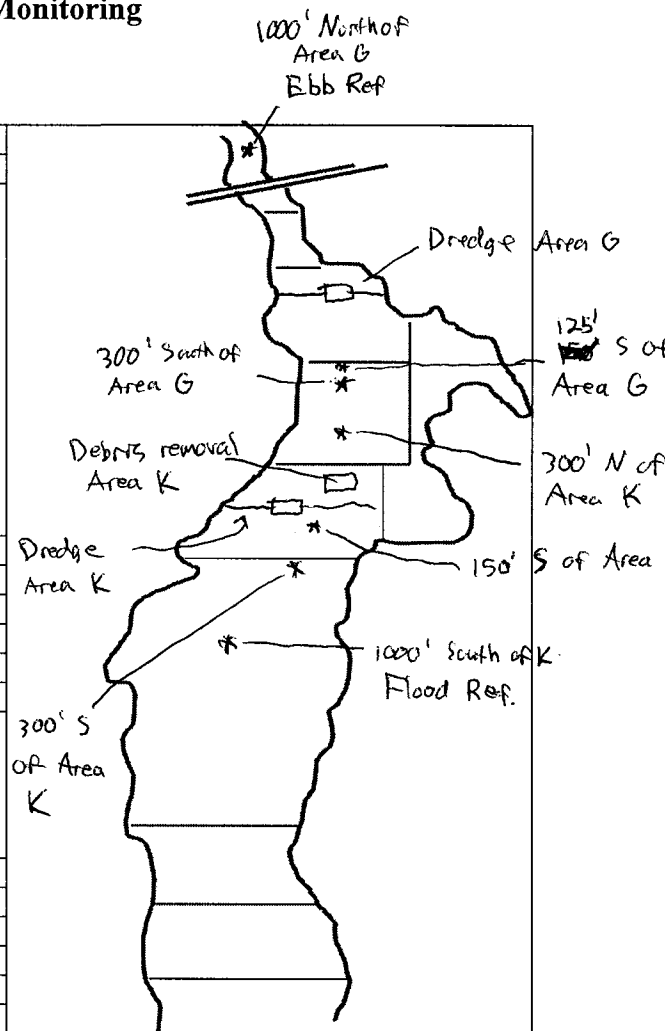 Monitoring
1000' North of
Area G
Ebb Ref
Dredge Area G
125'
S of
Area G
300' South of
Area G
Debris removal
Area K
300' N of
Area K
Dredge
Area K
150' S of Area
1000' South of K
Flood Ref.
300' S
of Area
K